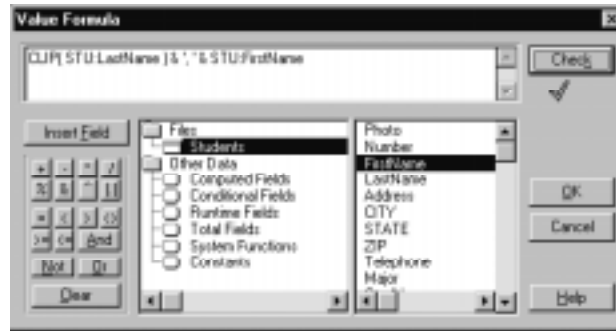 Value Formula
CLIP( STU:LastName ) & ', ' & STU:FirstName
Check
Insert Field
+ - * /
% & ^ ( )
= < > <>
>= <= And
Not Or
Clear
Files
Students
Other Data
Computed Fields
Conditional Fields
Runtime Fields
Total Fields
System Functions
Constants
Photo
Number
FirstName
LastName
Address
CITY
STATE
ZIP
Telephone
Major
OK
Cancel
Help